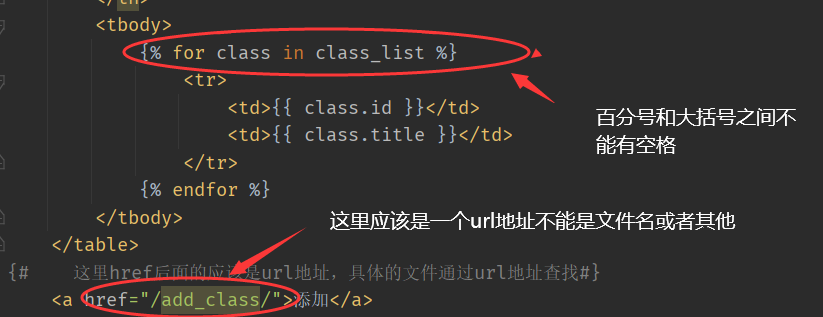 </th>
<tbody>
{% for class in class_list %}
<tr>
<td>{{ class.id }}</td>
<td>{{ class.title }}</td>
百分号和大括号之间不
能有空格
</tr>
{% endfor %}
</tbody>
这里应该是一个url地址不能是文件名或者其他
</table>
{# 这里href后面的应该是url地址，具体的文件通过url地址查找#}
<a href="/add_class/">添加</a>